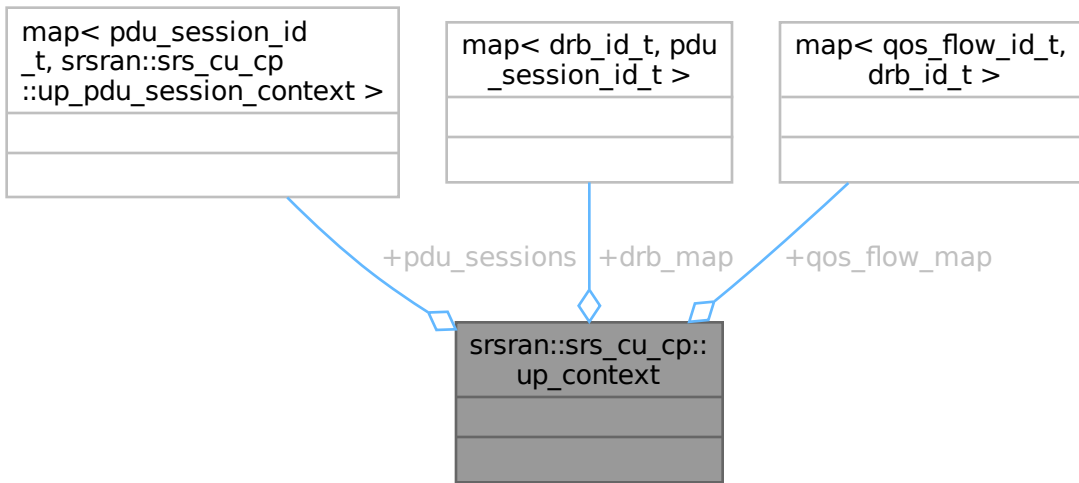 map< pdu_session_id
_t, srsran::srs_cu_cp
::up_pdu_session_context >
map< drb_id_t, pdu
_session_id_t >
map< qos_flow_id_t,
drb_id_t >
+pdu_sessions
+drb_map
+qos_flow_map
srsran::srs_cu_cp::
up_context